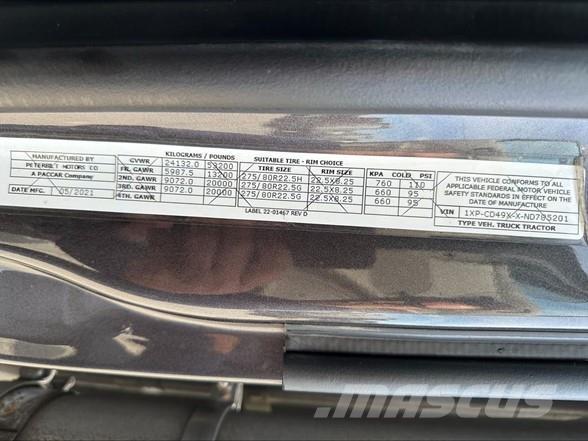 MANUFACTURED BY
PETERBILT MOTORS CO
A PACCAR Company
DATE MFG. 05/2021
KILOGRAMS / POUNDS
GVWR 24132.0 53200
FR. GAWR 5987.5 13200
2ND. GAWR 9072.0 20000
3RD. GAWR 9072.0 20000
4TH. GAWR
SUITABLE TIRE - RIM CHOICE
TIRE SIZE RIM SIZE KPA COLD PSI
275/80R22.5H 22.5X8.25 760 110
275/80R22.5G 22.5X8.25 660 95
275/80R22.5G 22.5X8.25 660 95
LABEL 22-01467 REV D
THIS VEHICLE CONFORMS TO ALL
APPLICABLE FEDERAL MOTOR VEHICLE
SAFETY STANDARDS IN EFFECT ON THE
DATE OF MANUFACTURE
VIN 1XP-CD49X-X-ND785201
TYPE VEH. TRUCK TRACTOR
MASCUS